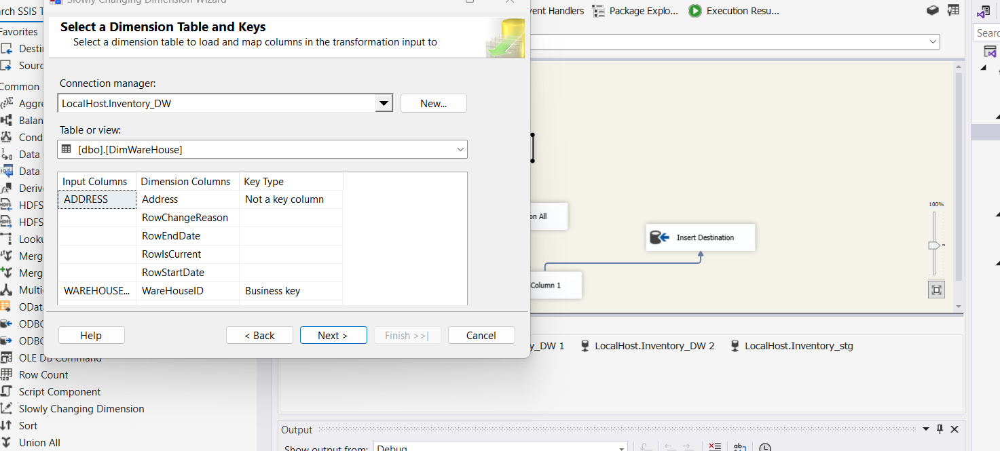 Slowly Changing Dimension Wizard
Select a Dimension Table and Keys
Select a dimension table to load and map columns in the transformation input to
Connection manager:
LocalHost.Inventory_DW
New...
Table or view:
[dbo].[DimWareHouse]
Input Columns Dimension Columns Key Type
ADDRESS Address Not a key column
RowChangeReason
RowEndDate
RowIsCurrent
RowStartDate
WAREHOUSE... WareHouseID Business key
Help
< Back
Next >
Finish >>|
Cancel
rch SSIS T
Favorites
Desti
Sourc
Common
Aggre
Balan
Cond
Data
Data
Deriv
HDFS
HDFS
Looku
Merg
Merg
Multi
OData
ODBC
ODBC
OLE DB Command
Row Count
Script Component
Slowly Changing Dimension
Sort
Union All
vent Handlers
Package Explo...
Execution Resu...
on All
Insert Destination
Column 1
100%
y_DW 1
LocalHost.Inventory_DW 2
LocalHost.Inventory_stg
Output
Show output from: Debug
Searc